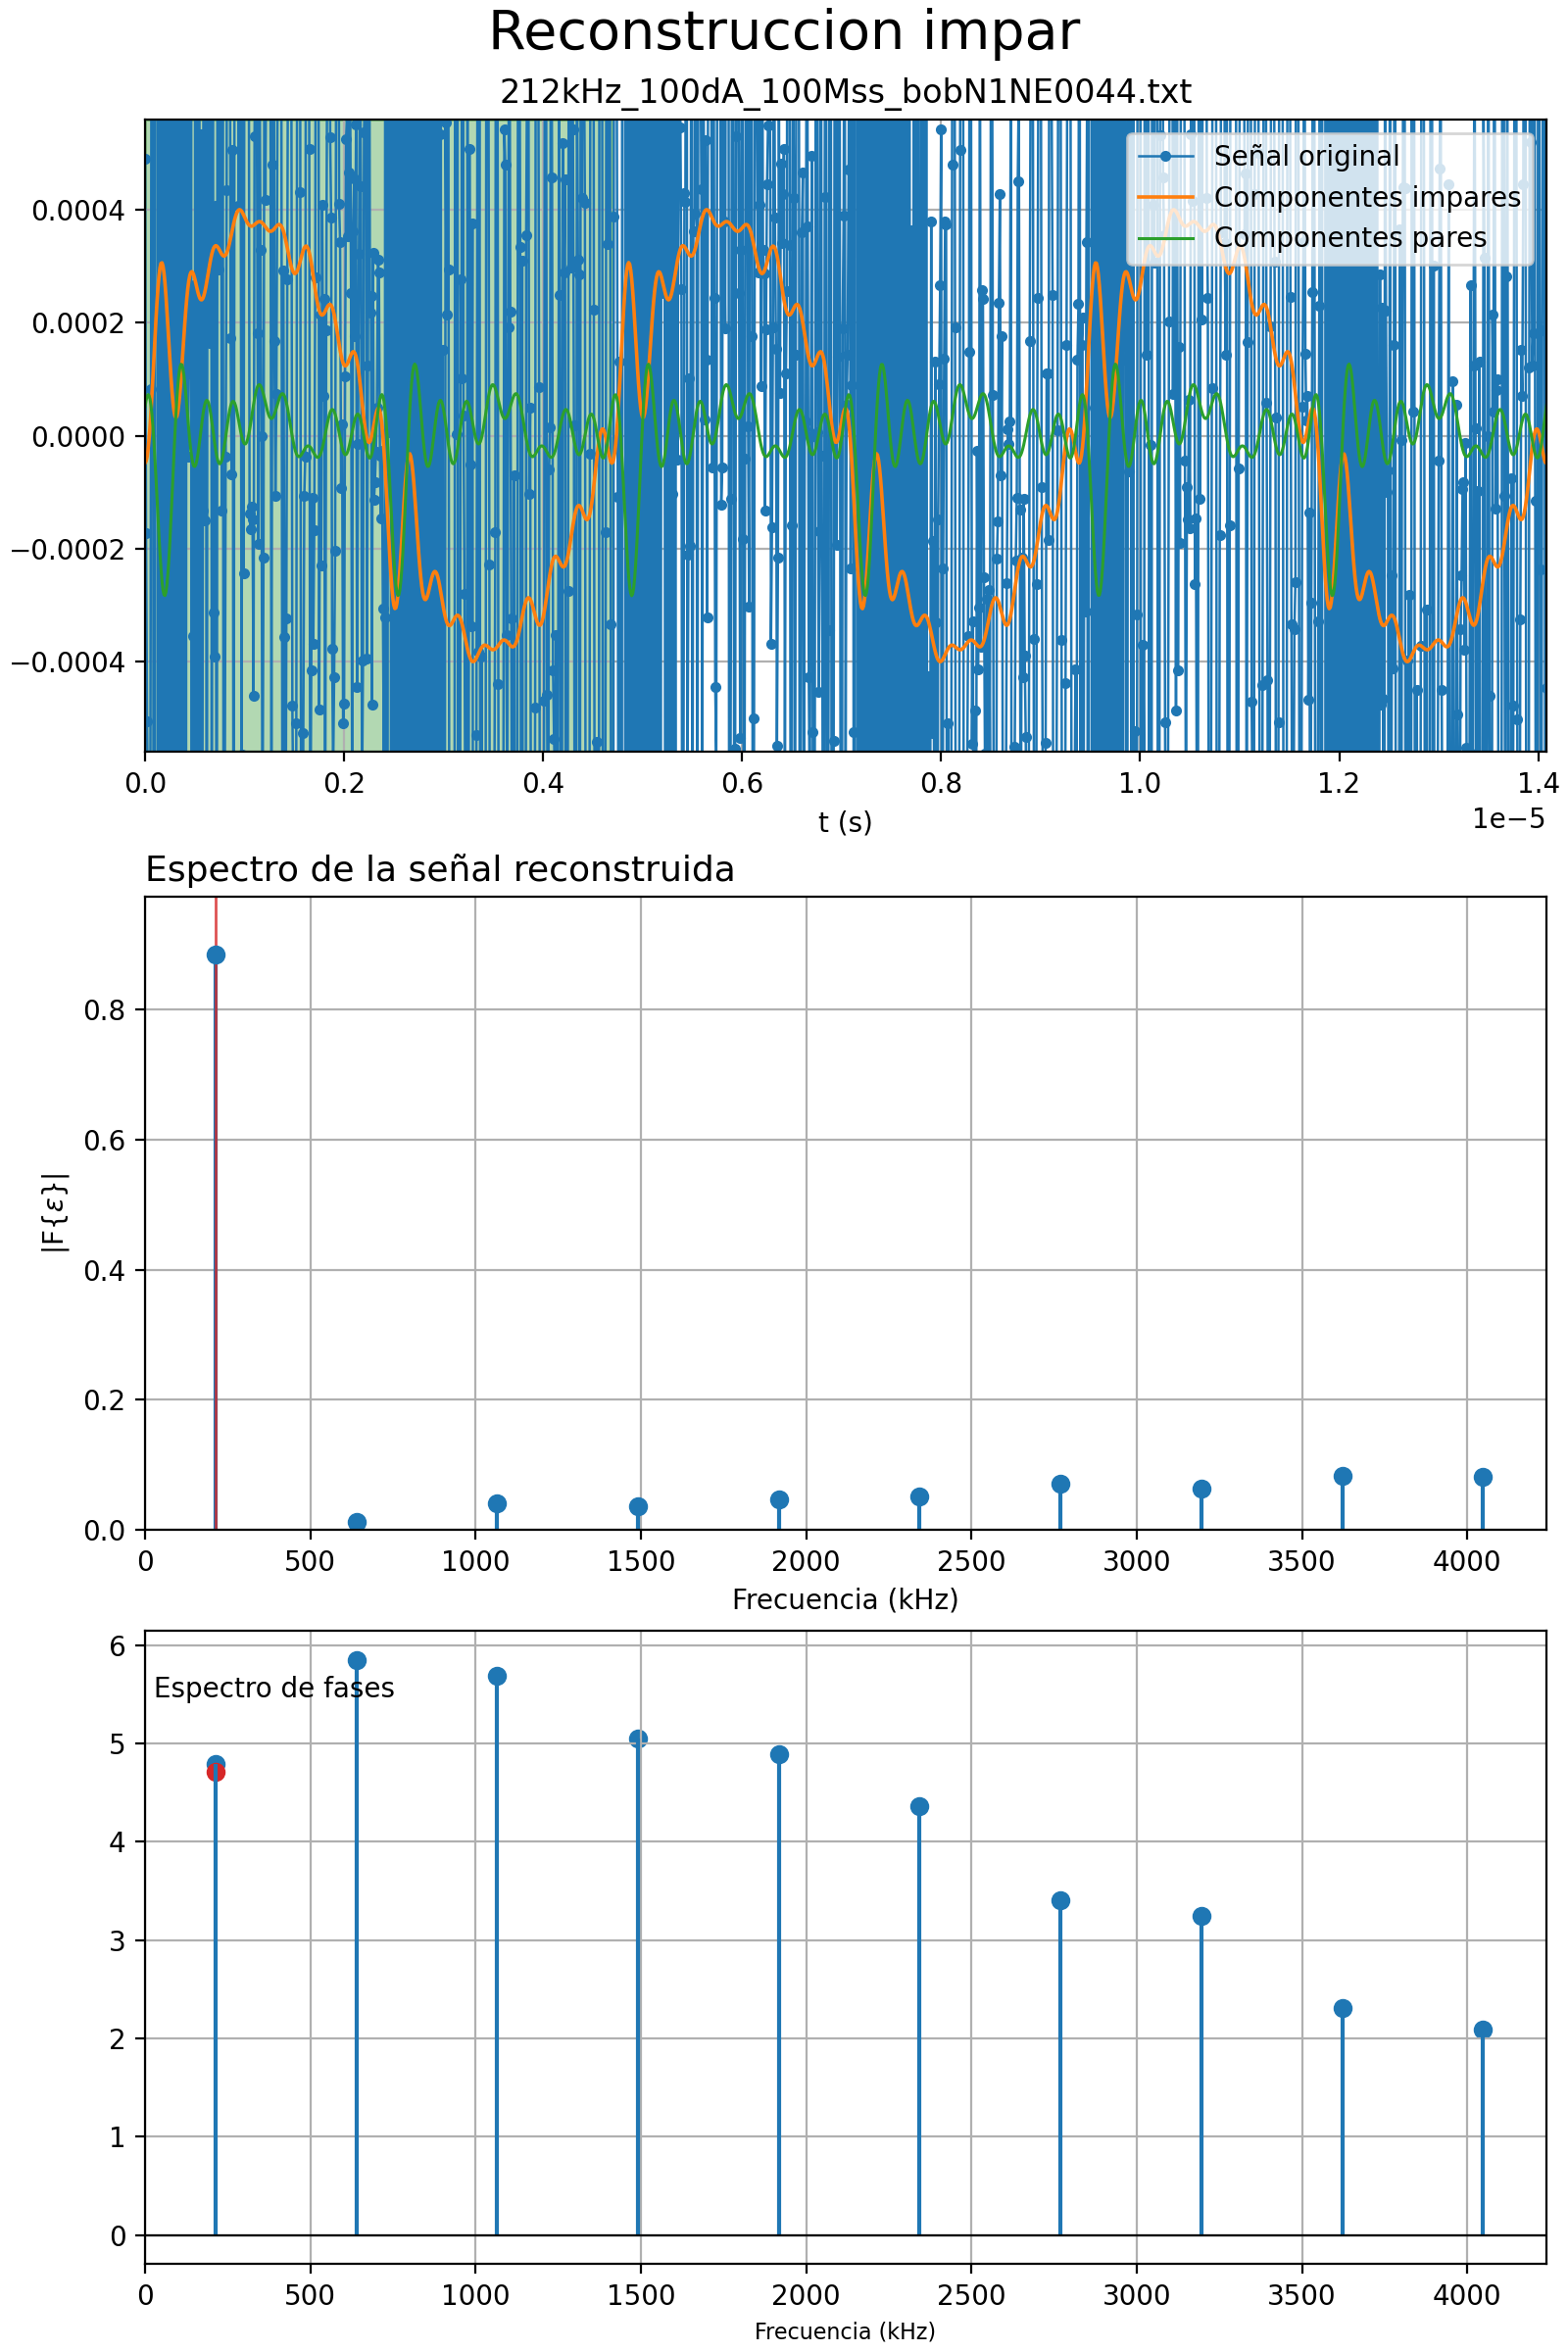 Reconstruccion impar
212kHz_100dA_100Mss_bobN1NE0044.txt
Señal original
Componentes impares
Componentes pares
0.0004
0.0002
0.0000
−0.0002
−0.0004
0.0 0.2 0.4 0.6 0.8 1.0 1.2 1.4
t (s)
1e−5
Espectro de la señal reconstruida
0.8
0.6
0.4
0.2
0.0
|F{ε}|
0 500 1000 1500 2000 2500 3000 3500 4000
Frecuencia (kHz)
Espectro de fases
6
5
4
3
2
1
0
0 500 1000 1500 2000 2500 3000 3500 4000
Frecuencia (kHz)